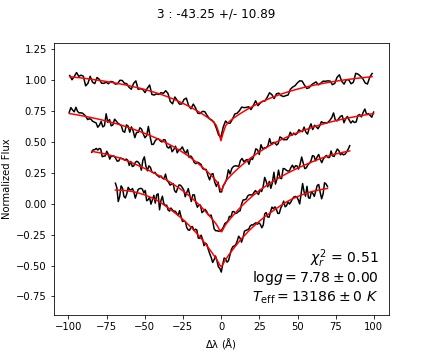 3 : -43.25 +/- 10.89
1.25
1.00
0.75
0.50
0.25
0.00
−0.25
−0.50
−0.75
Normalized Flux
χ²ᵣ = 0.51
log g = 7.78 ± 0.00
T_eff = 13186 ± 0 K
−100 −75 −50 −25 0 25 50 75 100
Δλ (Å)